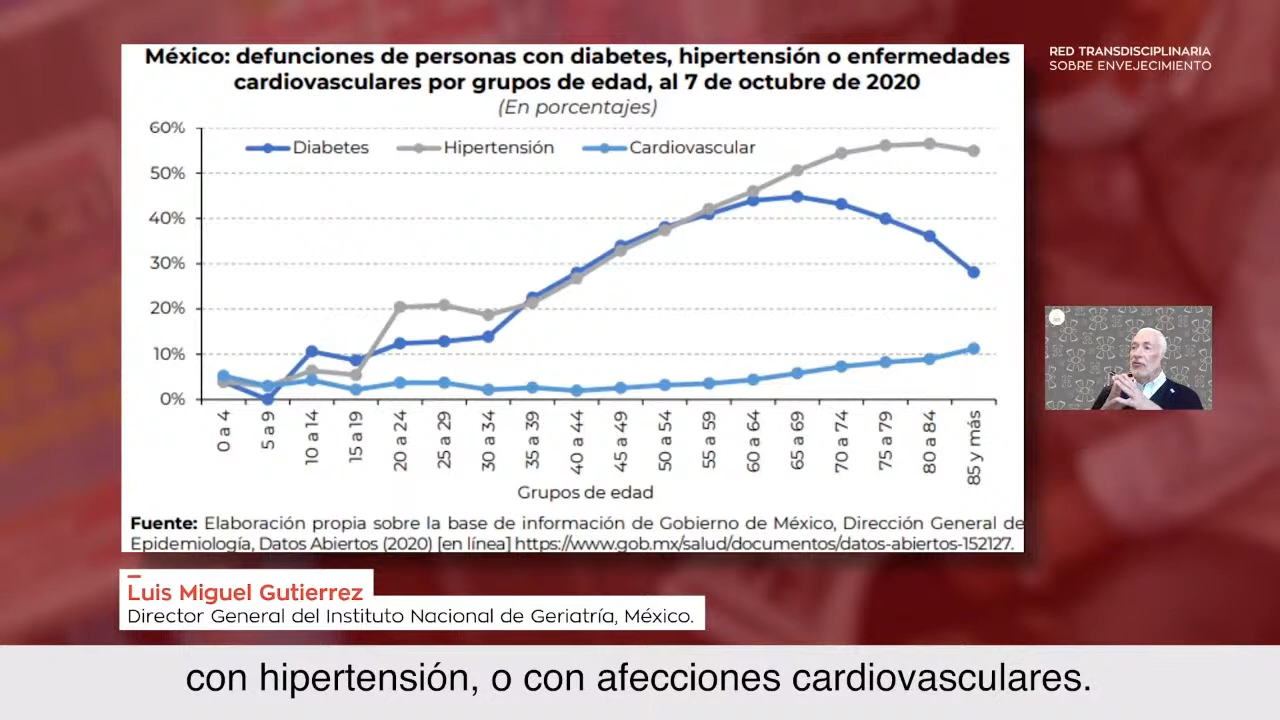 México: defunciones de personas con diabetes, hipertensión o enfermedades
cardiovasculares por grupos de edad, al 7 de octubre de 2020
(En porcentajes)
RED TRANSDISCIPLINARIA
SOBRE ENVEJECIMIENTO
60%
Diabetes
Hipertensión
Cardiovascular
50%
40%
30%
20%
10%
0%
0 a 4
5 a 9
10 a 14
15 a 19
20 a 24
25 a 29
30 a 34
35 a 39
40 a 44
45 a 49
50 a 54
55 a 59
60 a 64
65 a 69
70 a 74
75 a 79
80 a 84
85 y más
Grupos de edad
Fuente: Elaboración propia sobre la base de información de Gobierno de México, Dirección General de
Epidemiología, Datos Abiertos (2020) [en línea] https://www.gob.mx/salud/documentos/datos-abiertos-152127.
Luis Miguel Gutierrez
Director General del Instituto Nacional de Geriatría, México.
con hipertensión, o con afecciones cardiovasculares.